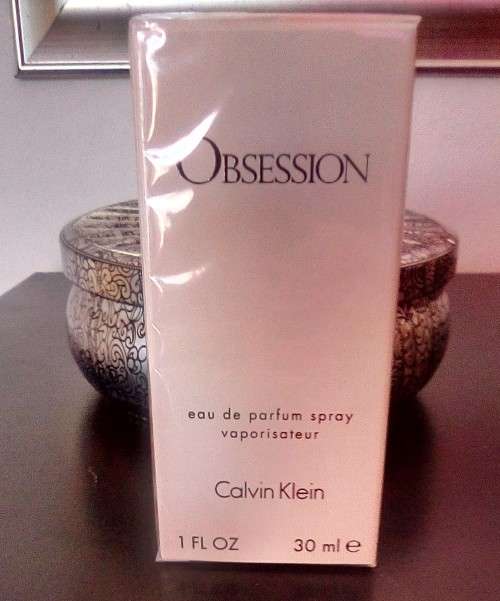 OBSESSION
eau de parfum spray
vaporisateur
Calvin Klein
1 FL OZ 30 ml ℮